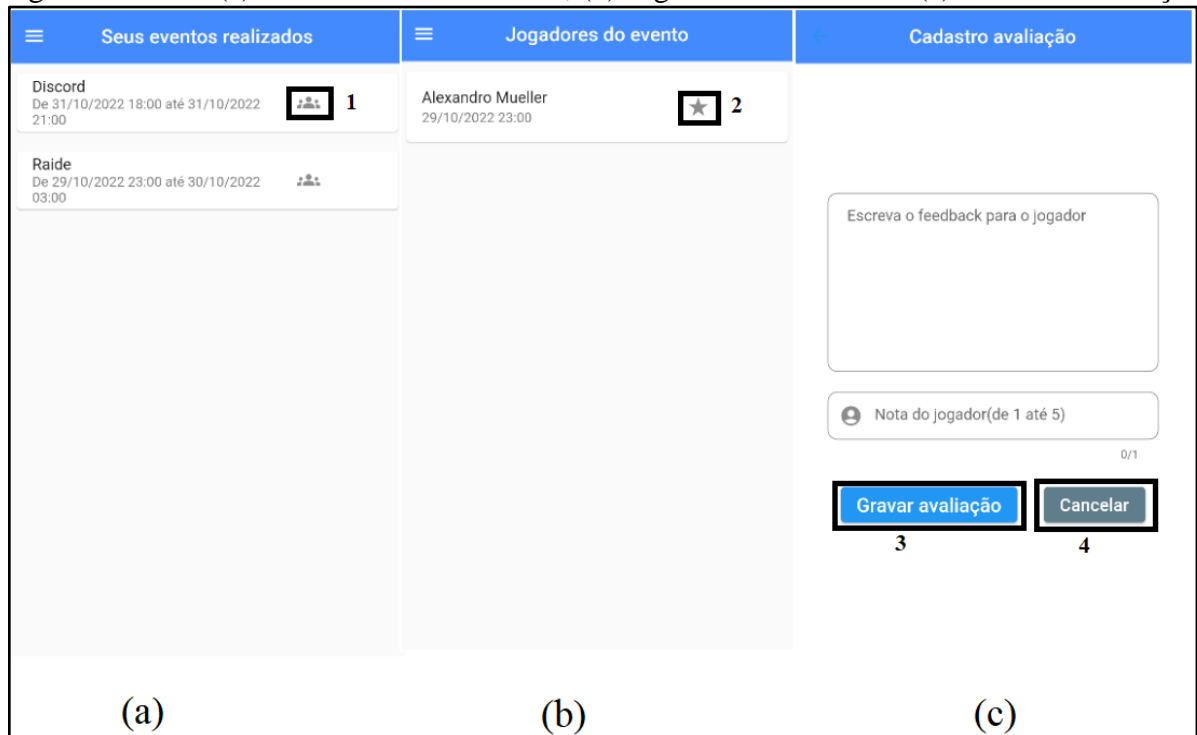 Seus eventos realizados
Discord
De 31/10/2022 18:00 até 31/10/2022
21:00
1
Raide
De 29/10/2022 23:00 até 30/10/2022
03:00
(a)
Jogadores do evento
Alexandro Mueller
29/10/2022 23:00
2
(b)
Cadastro avaliação
Escreva o feedback para o jogador
Nota do jogador(de 1 até 5)
0/1
Gravar avaliação
Cancelar
3
4
(c)